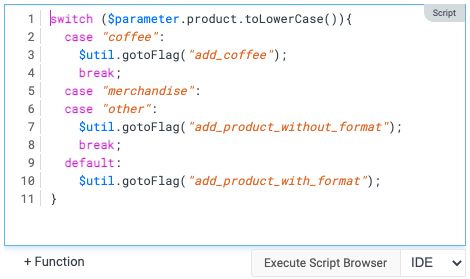 Script
1 switch ($parameter.product.toLowerCase()){
2   case "coffee":
3     $util.gotoFlag("add_coffee");
4     break;
5   case "merchandise":
6   case "other":
7     $util.gotoFlag("add_product_without_format");
8     break;
9   default:
10     $util.gotoFlag("add_product_with_format");
11 }
+ Function
Execute Script Browser
IDE